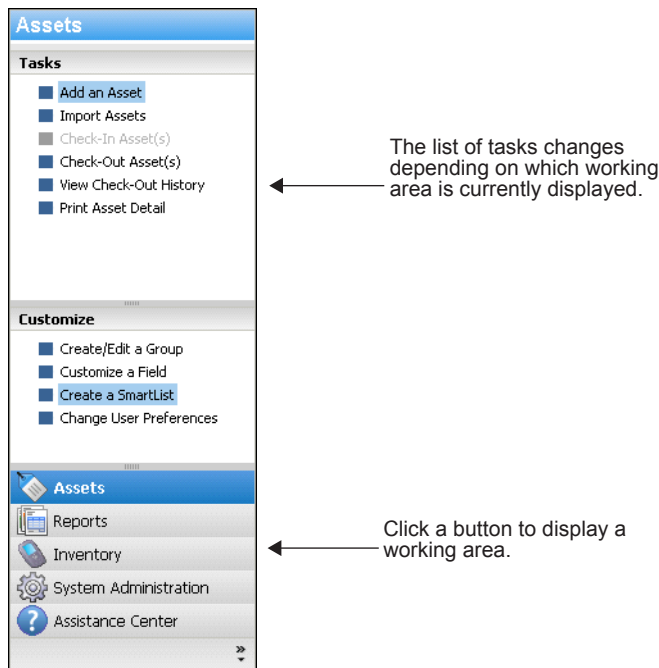 Assets
Tasks
Add an Asset
Import Assets
Check-In Asset(s)
Check-Out Asset(s)
View Check-Out History
Print Asset Detail
The list of tasks changes
depending on which working
area is currently displayed.
Customize
Create/Edit a Group
Customize a Field
Create a SmartList
Change User Preferences
Assets
Reports
Inventory
System Administration
Assistance Center
Click a button to display a
working area.